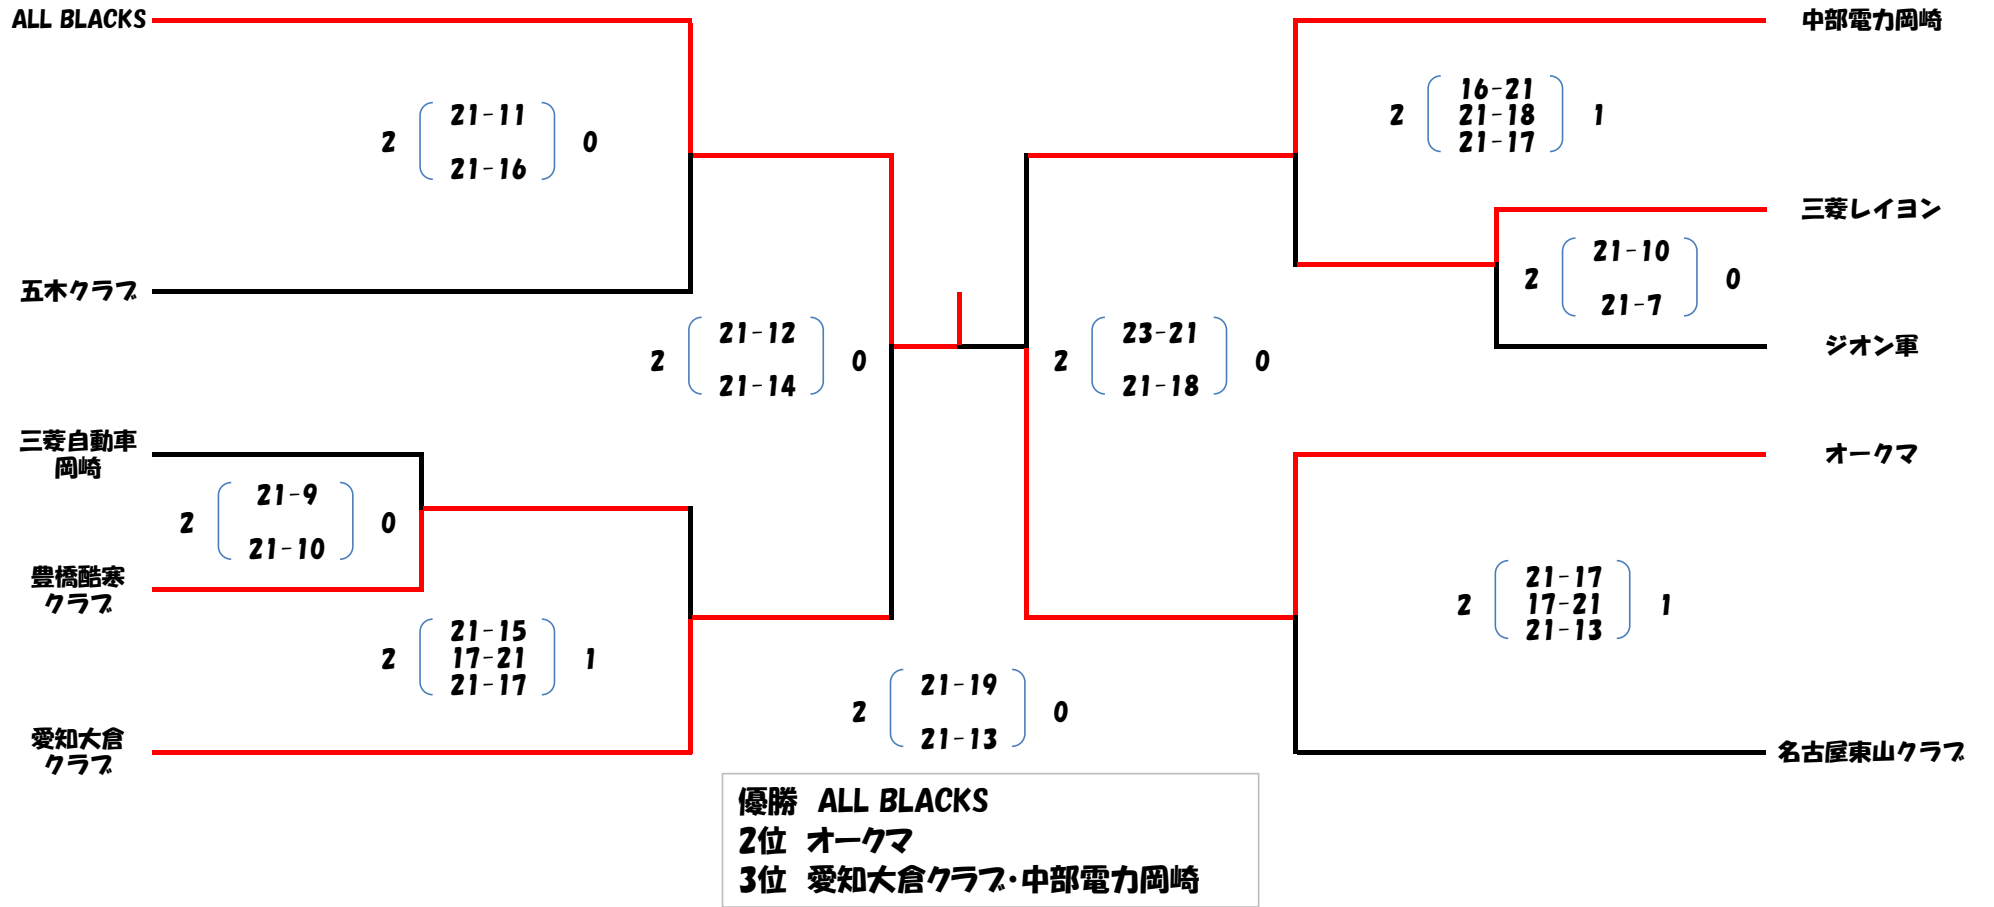 ALL BLACKS
中部電力岡崎
2
21-11
21-16
0
2
16-21
21-18
21-17
1
三菱レイヨン
2
21-10
21-7
0
五木クラブ
ジオン軍
2
21-12
21-14
0
2
23-21
21-18
0
三菱自動車
岡崎
オークマ
2
21-9
21-10
0
豊橋酷寒
クラブ
2
21-17
17-21
21-13
1
2
21-15
17-21
21-17
1
2
21-19
21-13
0
愛知大倉
クラブ
名古屋東山クラブ
優勝 ALL BLACKS
2位 オークマ
3位 愛知大倉クラブ・中部電力岡崎